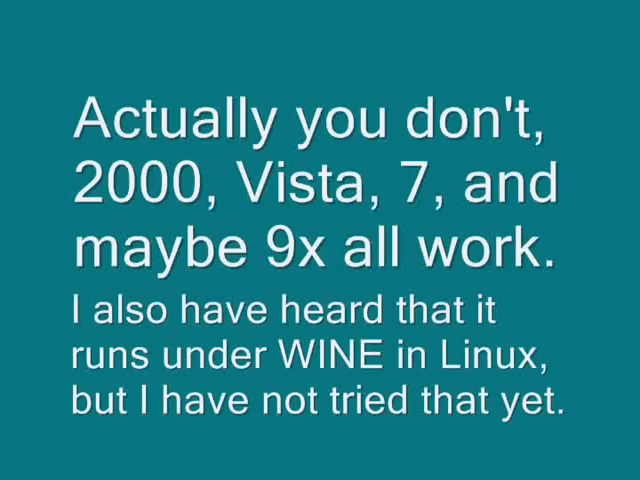 Actually you don't,
2000, Vista, 7, and
maybe 9x all work.
I also have heard that it
runs under WINE in Linux,
but I have not tried that yet.